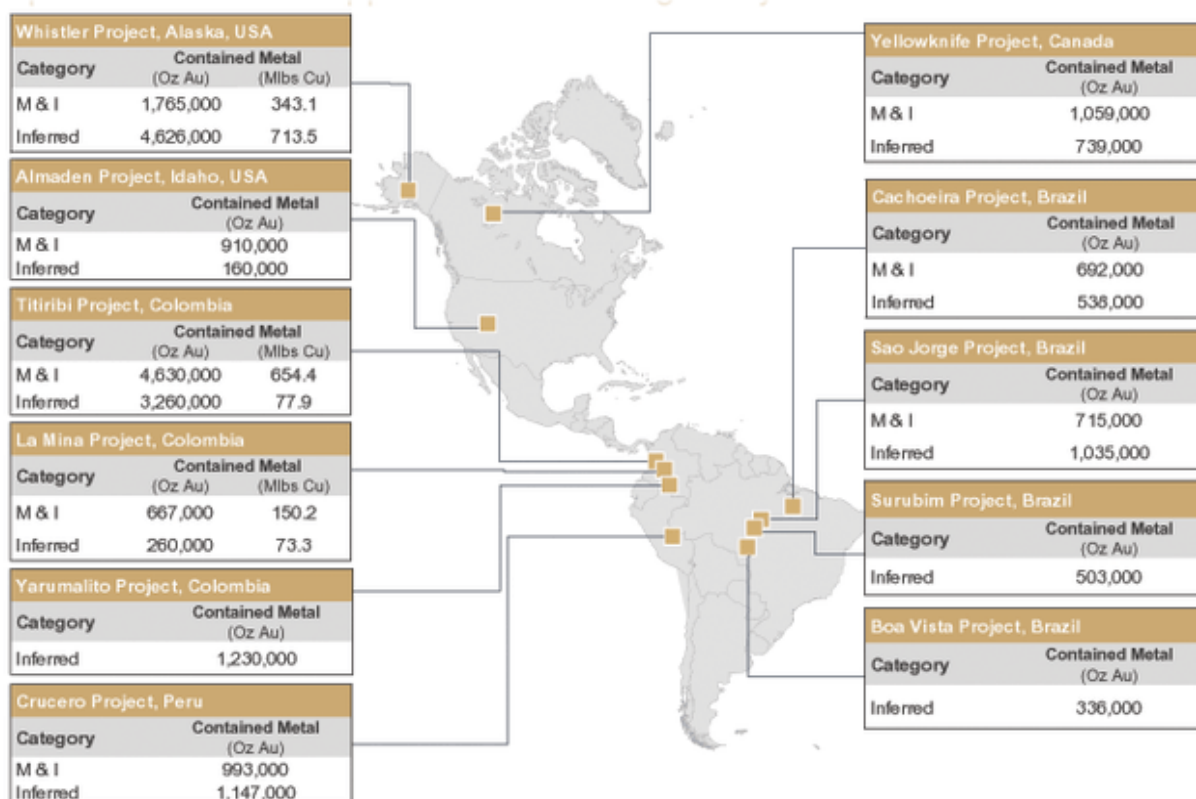 Whistler Project, Alaska, USA
Category Contained Metal
(Oz Au) (Mlbs Cu)
M & I 1,765,000 343.1
Inferred 4,626,000 713.5
Almaden Project, Idaho, USA
Category Contained Metal
(Oz Au)
M & I 910,000
Inferred 160,000
Titiribi Project, Colombia
Category Contained Metal
(Oz Au) (Mlbs Cu)
M & I 4,630,000 654.4
Inferred 3,260,000 77.9
La Mina Project, Colombia
Category Contained Metal
(Oz Au) (Mlbs Cu)
M & I 667,000 150.2
Inferred 260,000 73.3
Yarumalito Project, Colombia
Category Contained Metal
(Oz Au)
Inferred 1,230,000
Crucero Project, Peru
Category Contained Metal
(Oz Au)
M & I 993,000
Inferred 1,147,000
Yellowknife Project, Canada
Category Contained Metal
(Oz Au)
M & I 1,059,000
Inferred 739,000
Cachoeira Project, Brazil
Category Contained Metal
(Oz Au)
M & I 692,000
Inferred 538,000
Sao Jorge Project, Brazil
Category Contained Metal
(Oz Au)
M & I 715,000
Inferred 1,035,000
Surubim Project, Brazil
Category Contained Metal
(Oz Au)
Inferred 503,000
Boa Vista Project, Brazil
Category Contained Metal
(Oz Au)
Inferred 336,000